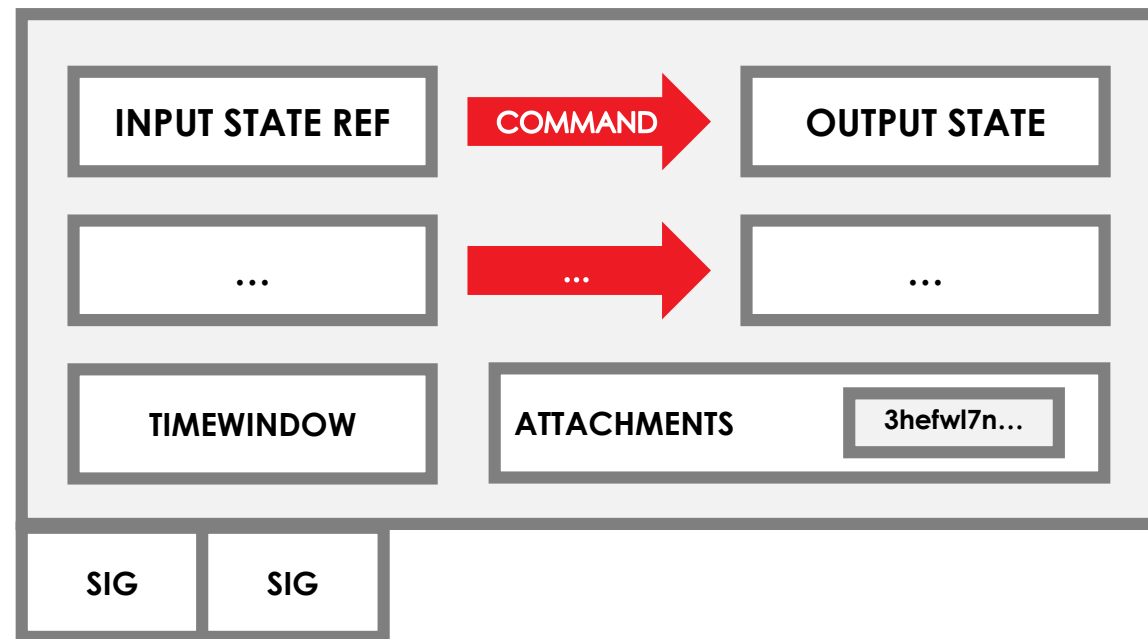 INPUT STATE REF
COMMAND
OUTPUT STATE
...
...
...
TIMEWINDOW
ATTACHMENTS
3hefwl7n...
SIG
SIG